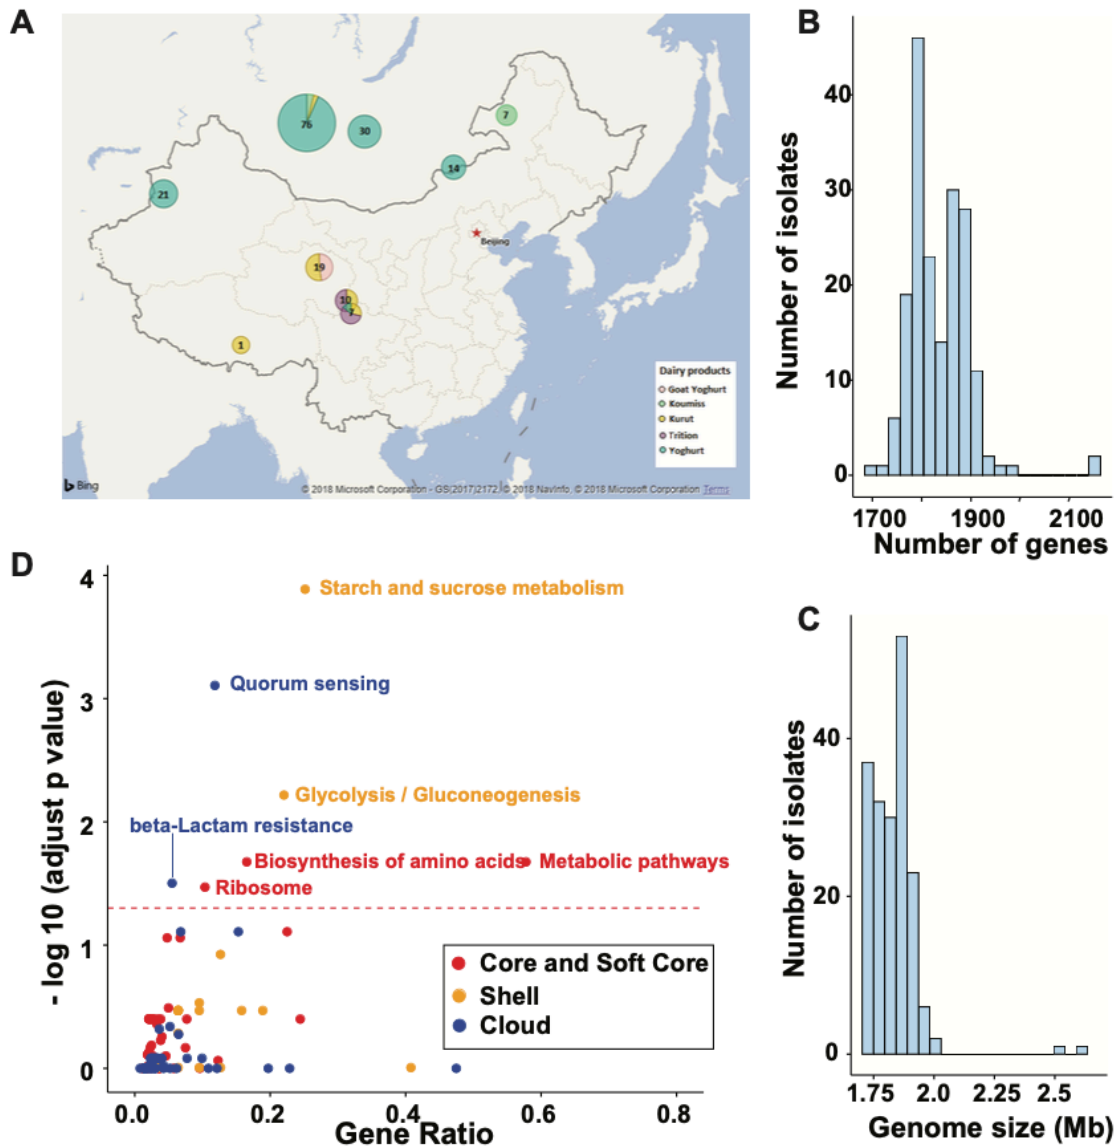 A
76
30
7
14
21
19
10
7
1
Beijing
Dairy products
Goat Yoghurt
Koumiss
Kurut
Trition
Yoghurt
Bing
© 2018 Microsoft Corporation - GS(2017)2172, © 2018 NavInfo, © 2018 Microsoft Corporation Terms
B
Number of isolates
40
30
20
10
0
1700 1900 2100
Number of genes
D
- log 10 (adjust p value)
4
3
2
1
0
Starch and sucrose metabolism
Quorum sensing
Glycolysis / Gluconeogenesis
beta-Lactam resistance
Biosynthesis of amino acids Metabolic pathways
Ribosome
Core and Soft Core
Shell
Cloud
0.0 0.2 0.4 0.6 0.8
Gene Ratio
C
Number of isolates
40
20
0
1.75 2.0 2.25 2.5
Genome size (Mb)